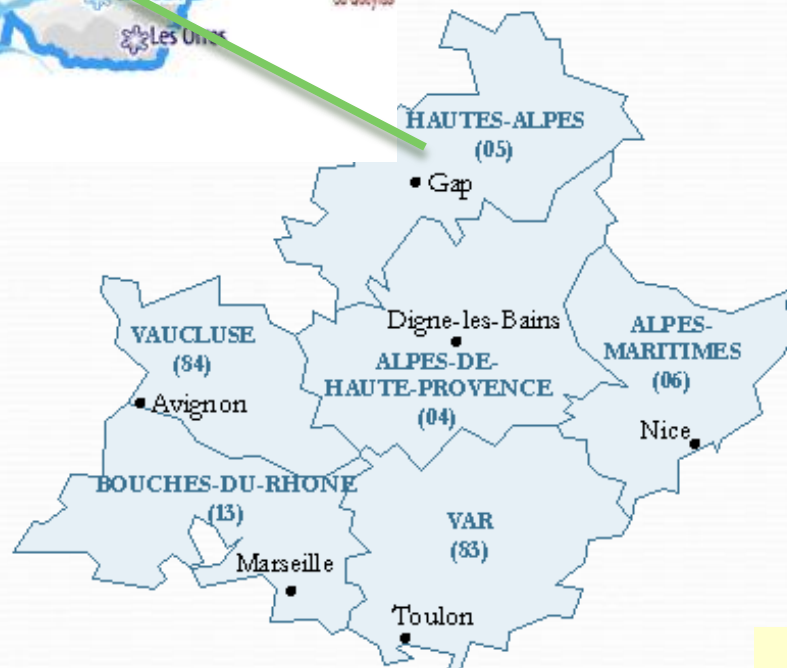 Les Orres
HAUTES-ALPES
(05)
Gap
Digne-les-Bains
VAUCLUSE
(84)
ALPES-
MARITIMES
(06)
ALPES-DE-
HAUTE-PROVENCE
(04)
Avignon
Nice
BOUCHES-DU-RHONE
(13)
VAR
(83)
Marseille
Toulon